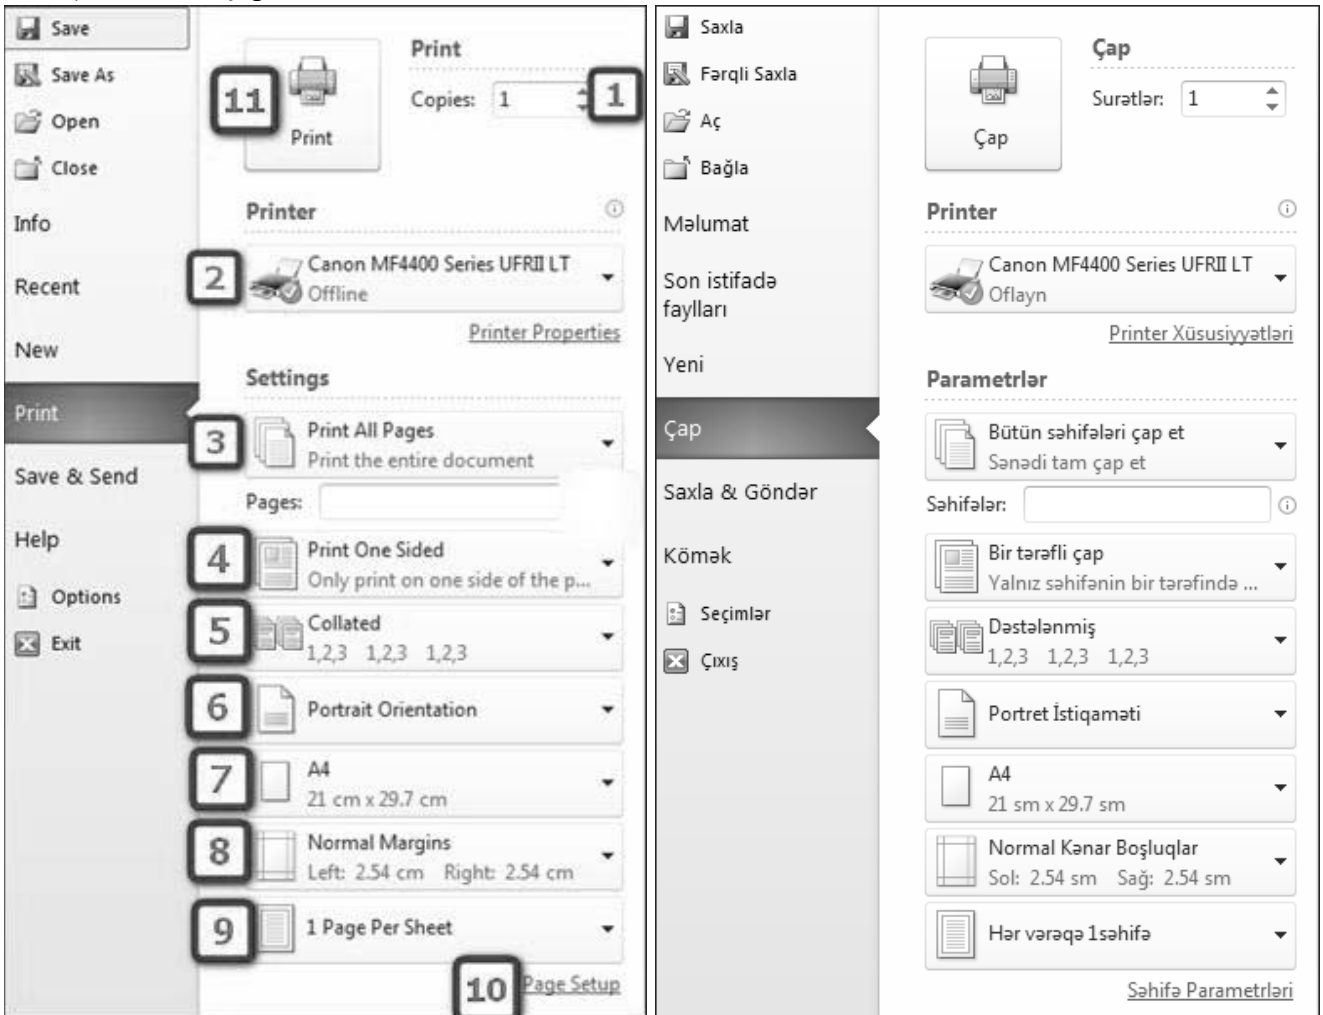 Save
Save As
Open
Close
Info
Recent
New
Print
Save & Send
Help
Options
Exit
11
Print
Print
Copies: 1
1
Printer
2
Canon MF4400 Series UFRII LT
Offline
Printer Properties
Settings
3
Print All Pages
Print the entire document
Pages:
4
Print One Sided
Only print on one side of the p...
5
Collated
1,2,3 1,2,3 1,2,3
6
Portrait Orientation
7
A4
21 cm x 29.7 cm
8
Normal Margins
Left: 2.54 cm Right: 2.54 cm
9
1 Page Per Sheet
10
Page Setup
Saxla
Fərqli Saxla
Aç
Bağla
Məlumat
Son istifadə
faylları
Yeni
Çap
Saxla & Göndər
Kömək
Seçimlər
Çıxış
Çap
Çap
Surətlər: 1
Printer
Canon MF4400 Series UFRII LT
Oflayn
Printer Xüsusiyyətləri
Parametrlər
Bütün səhifələri çap et
Sənədi tam çap et
Səhifələr:
Bir tərəfli çap
Yalnız səhifənin bir tərəfində ...
Dəstələnmiş
1,2,3 1,2,3 1,2,3
Portret İstiqaməti
A4
21 sm x 29.7 sm
Normal Kənar Boşluqlar
Sol: 2.54 sm Sağ: 2.54 sm
Hər vərəqə 1səhifə
Səhifə Parametrləri